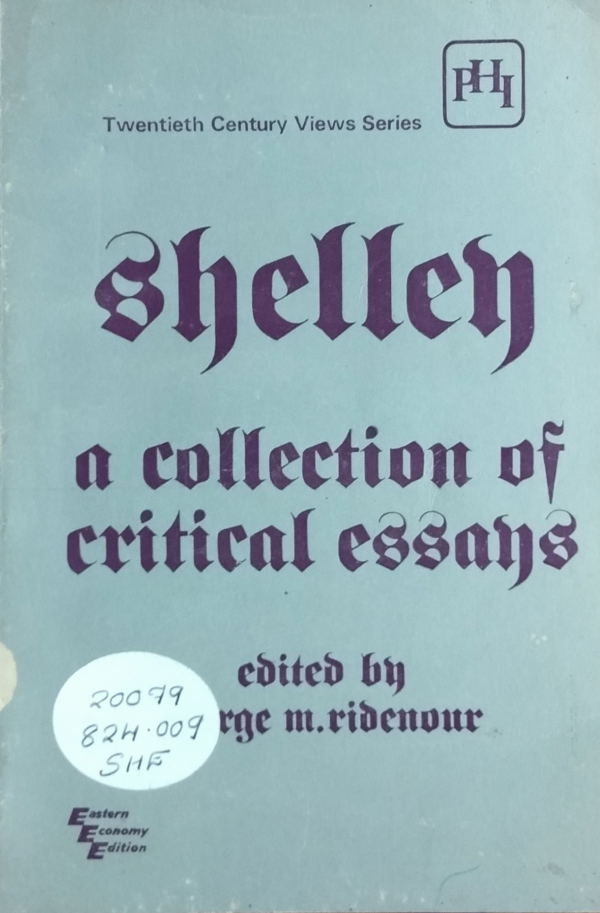 Twentieth Century Views Series
PHI
shelley
a collection of
critical essays
edited by
rge m. ridenour
20079
824.009
SHE
Eastern
Economy
Edition